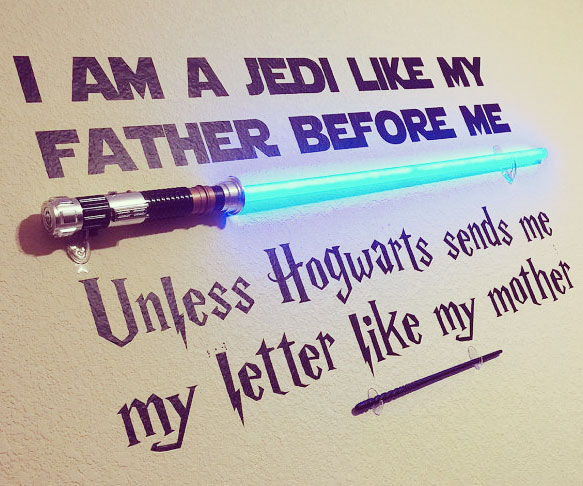 I AM A JEDI LIKE MY
FATHER BEFORE ME
Unless Hogwarts sends me
my letter like my mother